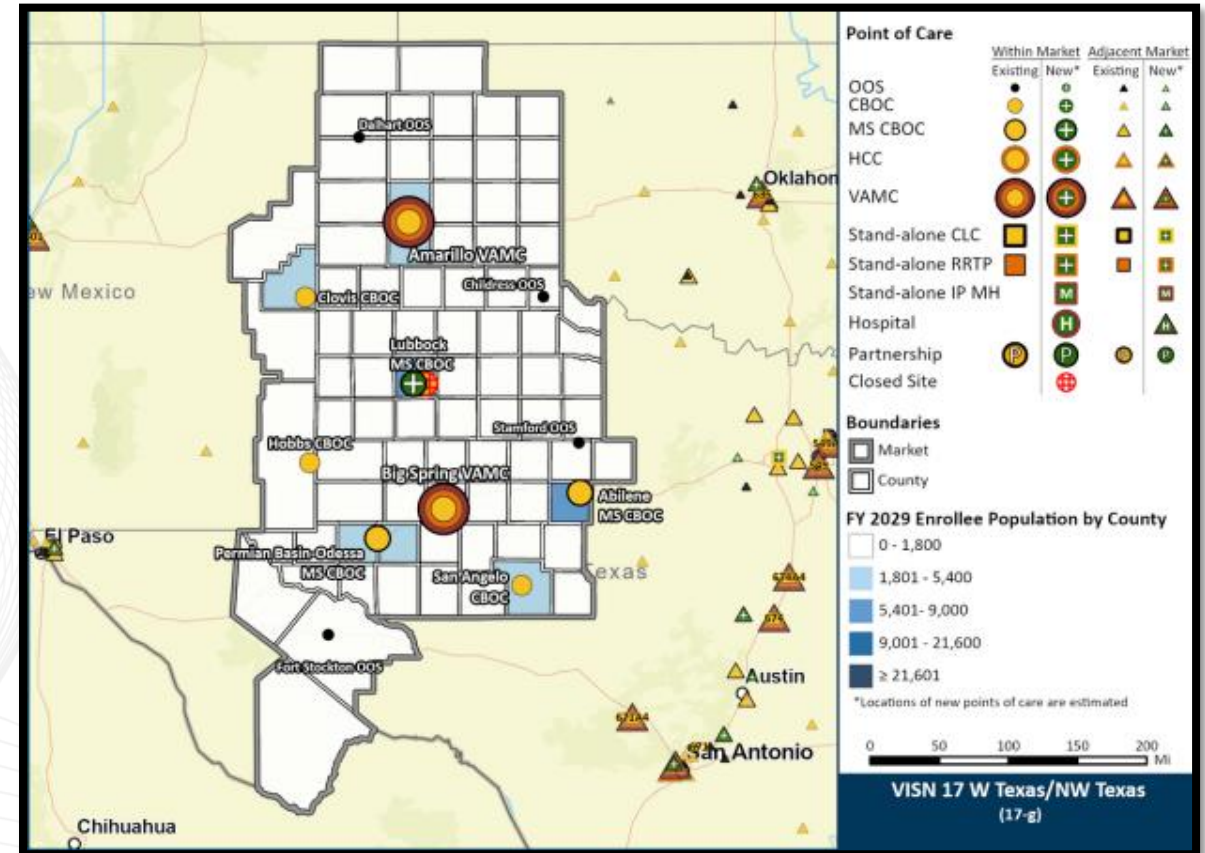 Dalhart OOS
Oklahon
Amarillo VAMC
ew Mexico
Clovis CBOC
Childress OOS
Lubbock
MS CBOC
Stamford OOS
Hobbs CBOC
Big Spring VAMC
Abilene
MS CBOC
El Paso
Permian Basin-Odessa
MS CBOC
San Angelo
CBOC
Texas
674A4
674
Fort Stockton OOS
Austin
671A4
San Antonio
Chihuahua
Point of Care
Within Market Adjacent Market
Existing New* Existing New*
OOS
CBOC
MS CBOC
HCC
VAMC
Stand-alone CLC
Stand-alone RRTP
Stand-alone IP MH
M M
Hospital
H H
Partnership
P P P P
Closed Site
Boundaries
Market
County
FY 2029 Enrollee Population by County
0 - 1,800
1,801 - 5,400
5,401- 9,000
9,001 - 21,600
≥ 21,601
*Locations of new points of care are estimated
0 50 100 150 200
Mi
VISN 17 W Texas/NW Texas
(17-g)